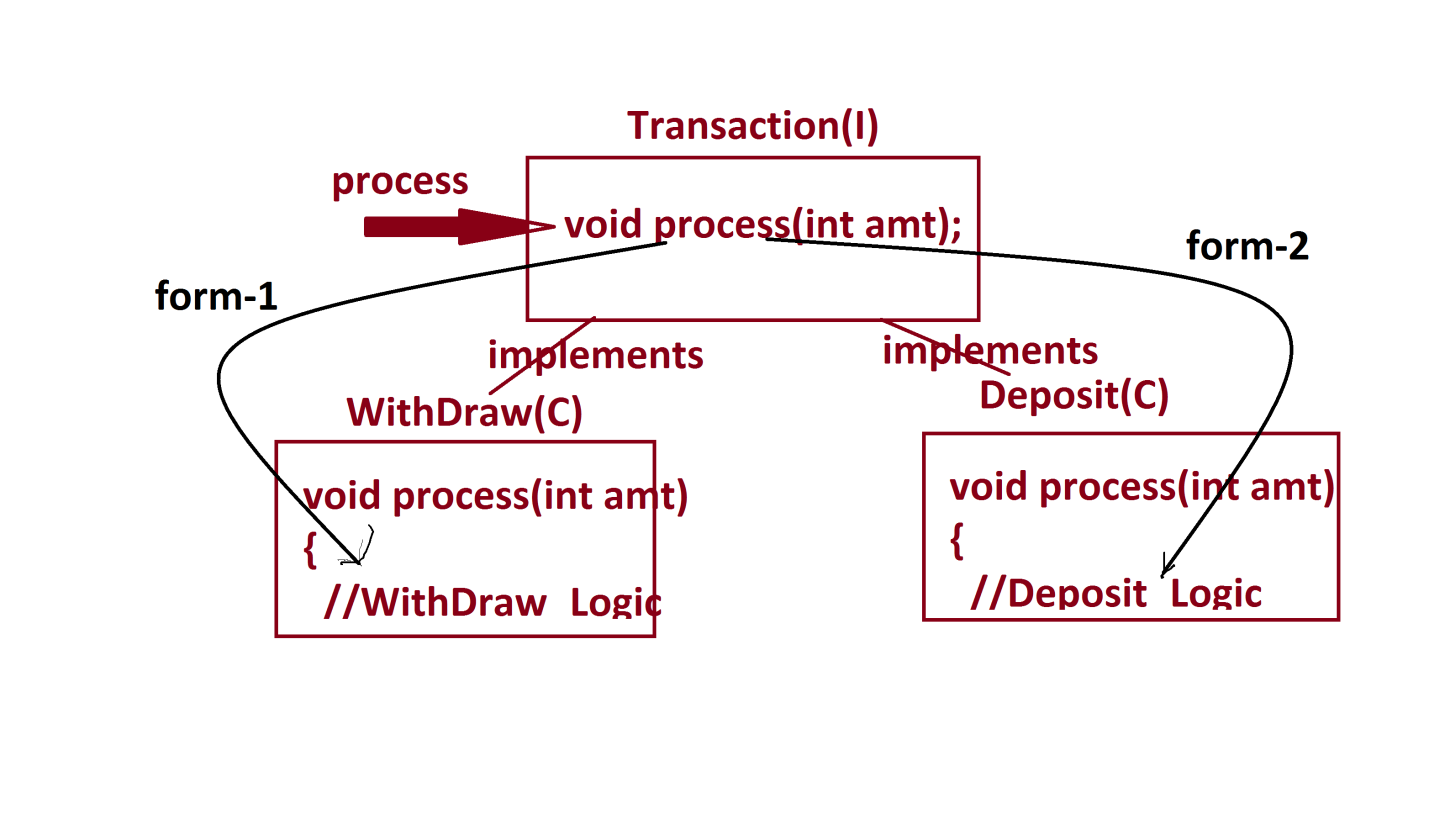 Transaction(I)
process
void process(int amt);
form-2
form-1
implements
implements
WithDraw(C)
Deposit(C)
void process(int amt)
{
//WithDraw Logic
void process(int amt)
{
//Deposit Logic